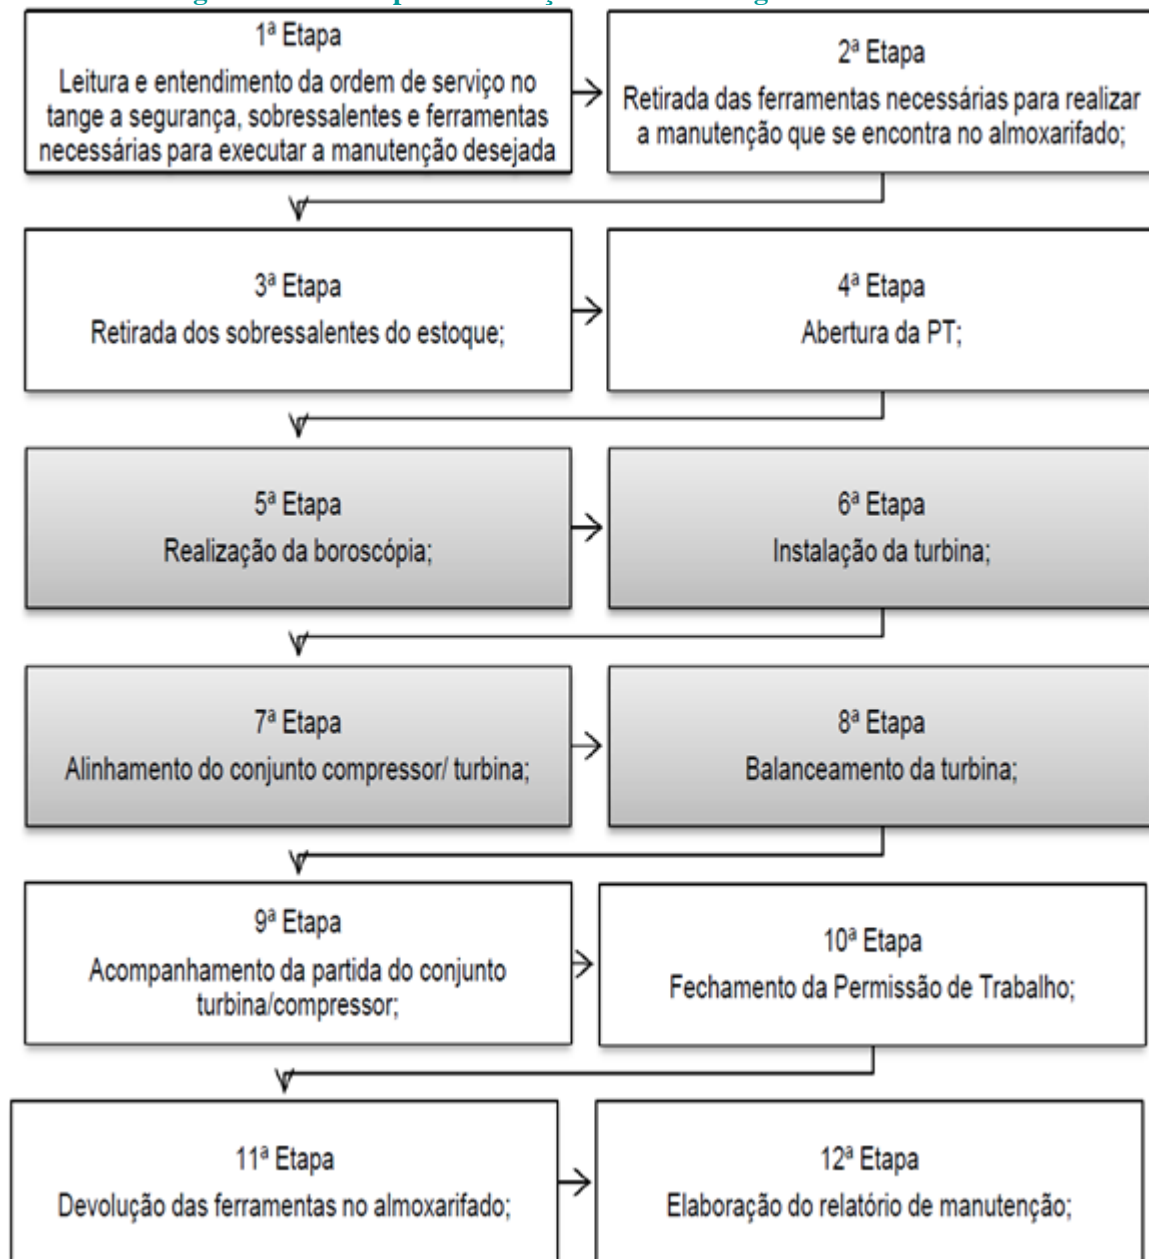 1ª Etapa
Leitura e entendimento da ordem de serviço no
tange a segurança, sobressalentes e ferramentas
necessárias para executar a manutenção desejada
2ª Etapa
Retirada das ferramentas necessárias para realizar
a manutenção que se encontra no almoxarifado;
3ª Etapa
Retirada dos sobressalentes do estoque;
4ª Etapa
Abertura da PT;
5ª Etapa
Realização da boroscópia;
6ª Etapa
Instalação da turbina;
7ª Etapa
Alinhamento do conjunto compressor/ turbina;
8ª Etapa
Balanceamento da turbina;
9ª Etapa
Acompanhamento da partida do conjunto
turbina/compressor;
10ª Etapa
Fechamento da Permissão de Trabalho;
11ª Etapa
Devolução das ferramentas no almoxarifado;
12ª Etapa
Elaboração do relatório de manutenção;